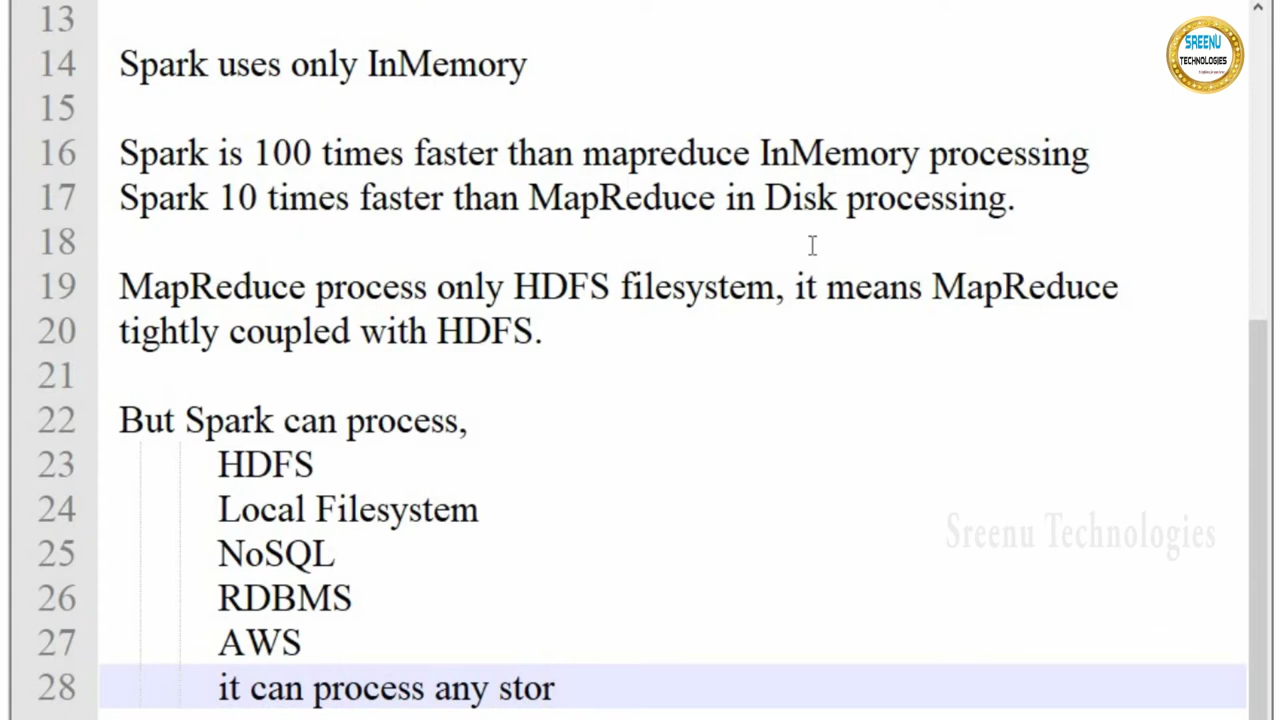 13
14 Spark uses only InMemory
15
16 Spark is 100 times faster than mapreduce InMemory processing
17 Spark 10 times faster than MapReduce in Disk processing.
18
19 MapReduce process only HDFS filesystem, it means MapReduce
20 tightly coupled with HDFS.
21
22 But Spark can process,
23 HDFS
24 Local Filesystem
25 NoSQL
26 RDBMS
27 AWS
28 it can process any stor
SREENU
TECHNOLOGIES
Sreenu Technologies